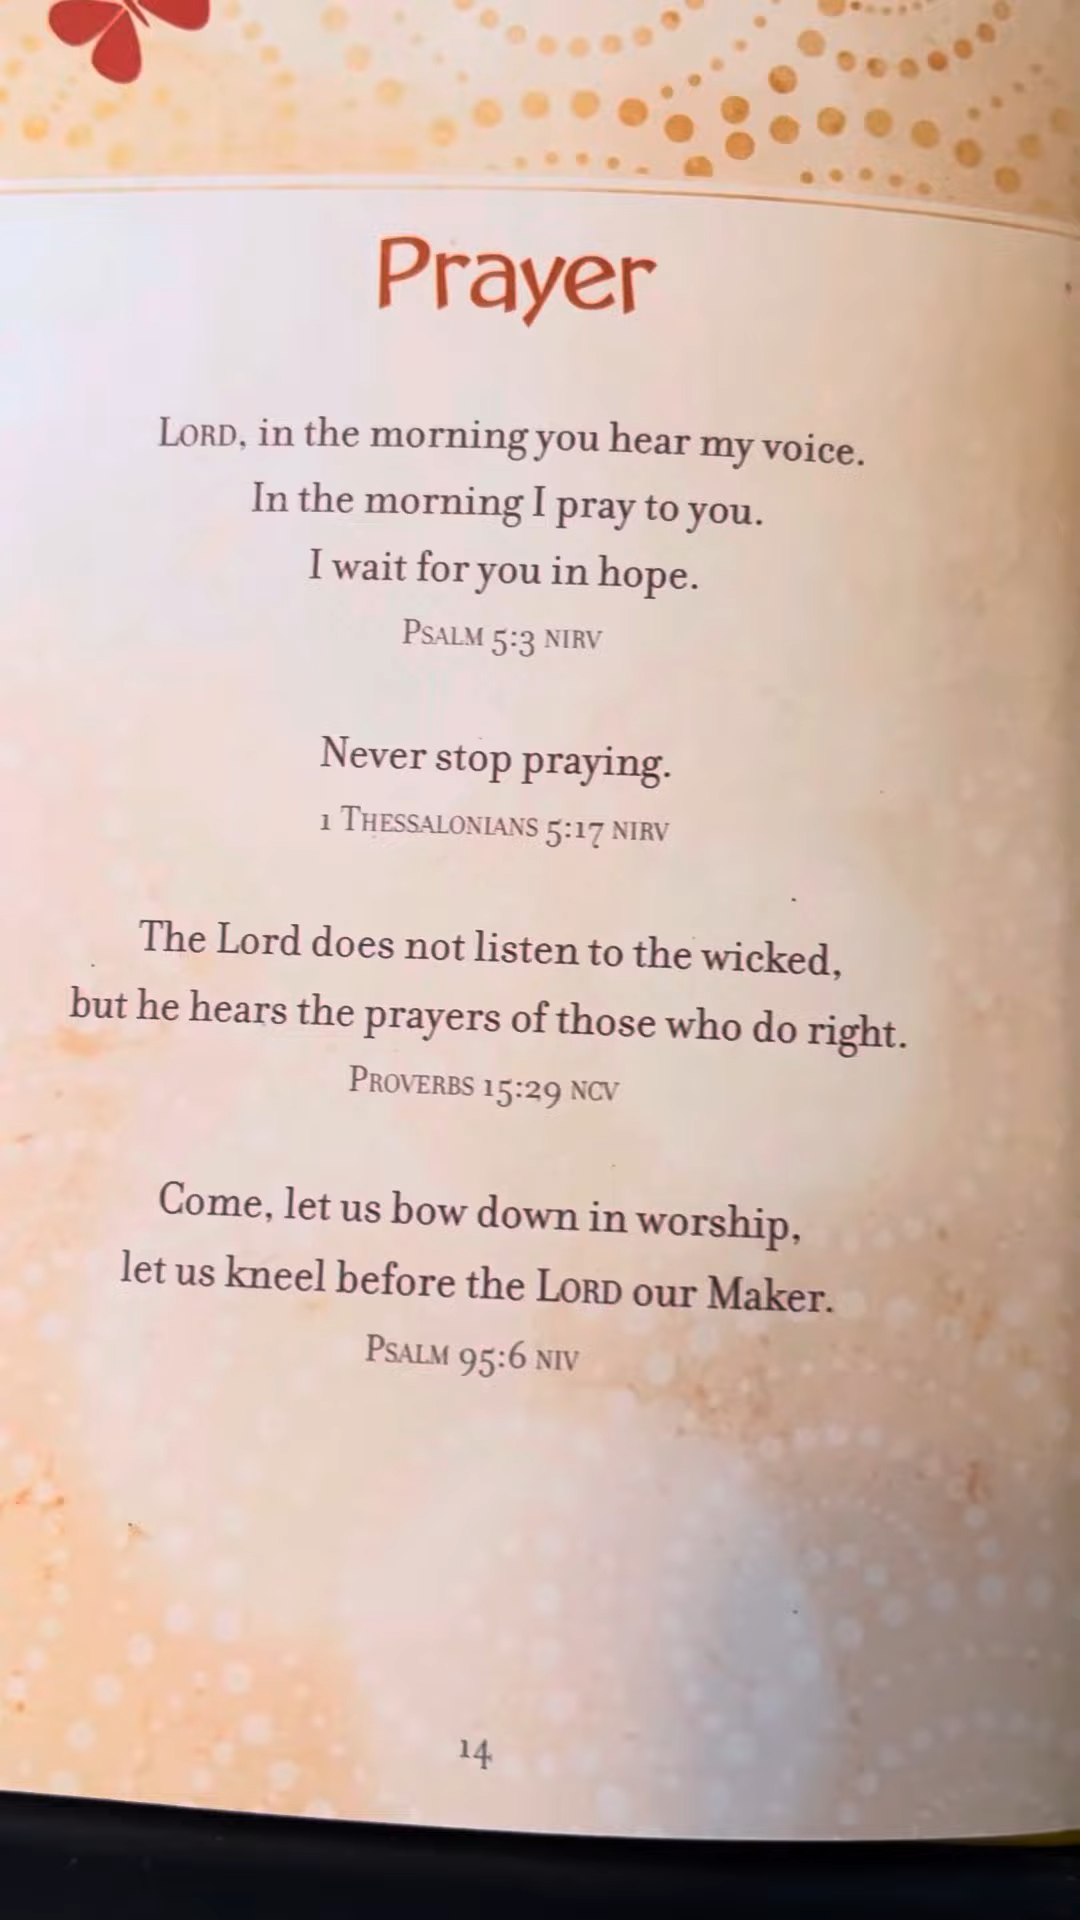 Prayer
LORD, in the morning you hear my voice.
In the morning I pray to you.
I wait for you in hope.
PSALM 5:3 NIRV
Never stop praying.
1 THESSALONIANS 5:17 NIRV
The Lord does not listen to the wicked,
but he hears the prayers of those who do right.
PROVERBS 15:29 NCV
Come, let us bow down in worship,
let us kneel before the LORD our Maker.
PSALM 95:6 NIV
14